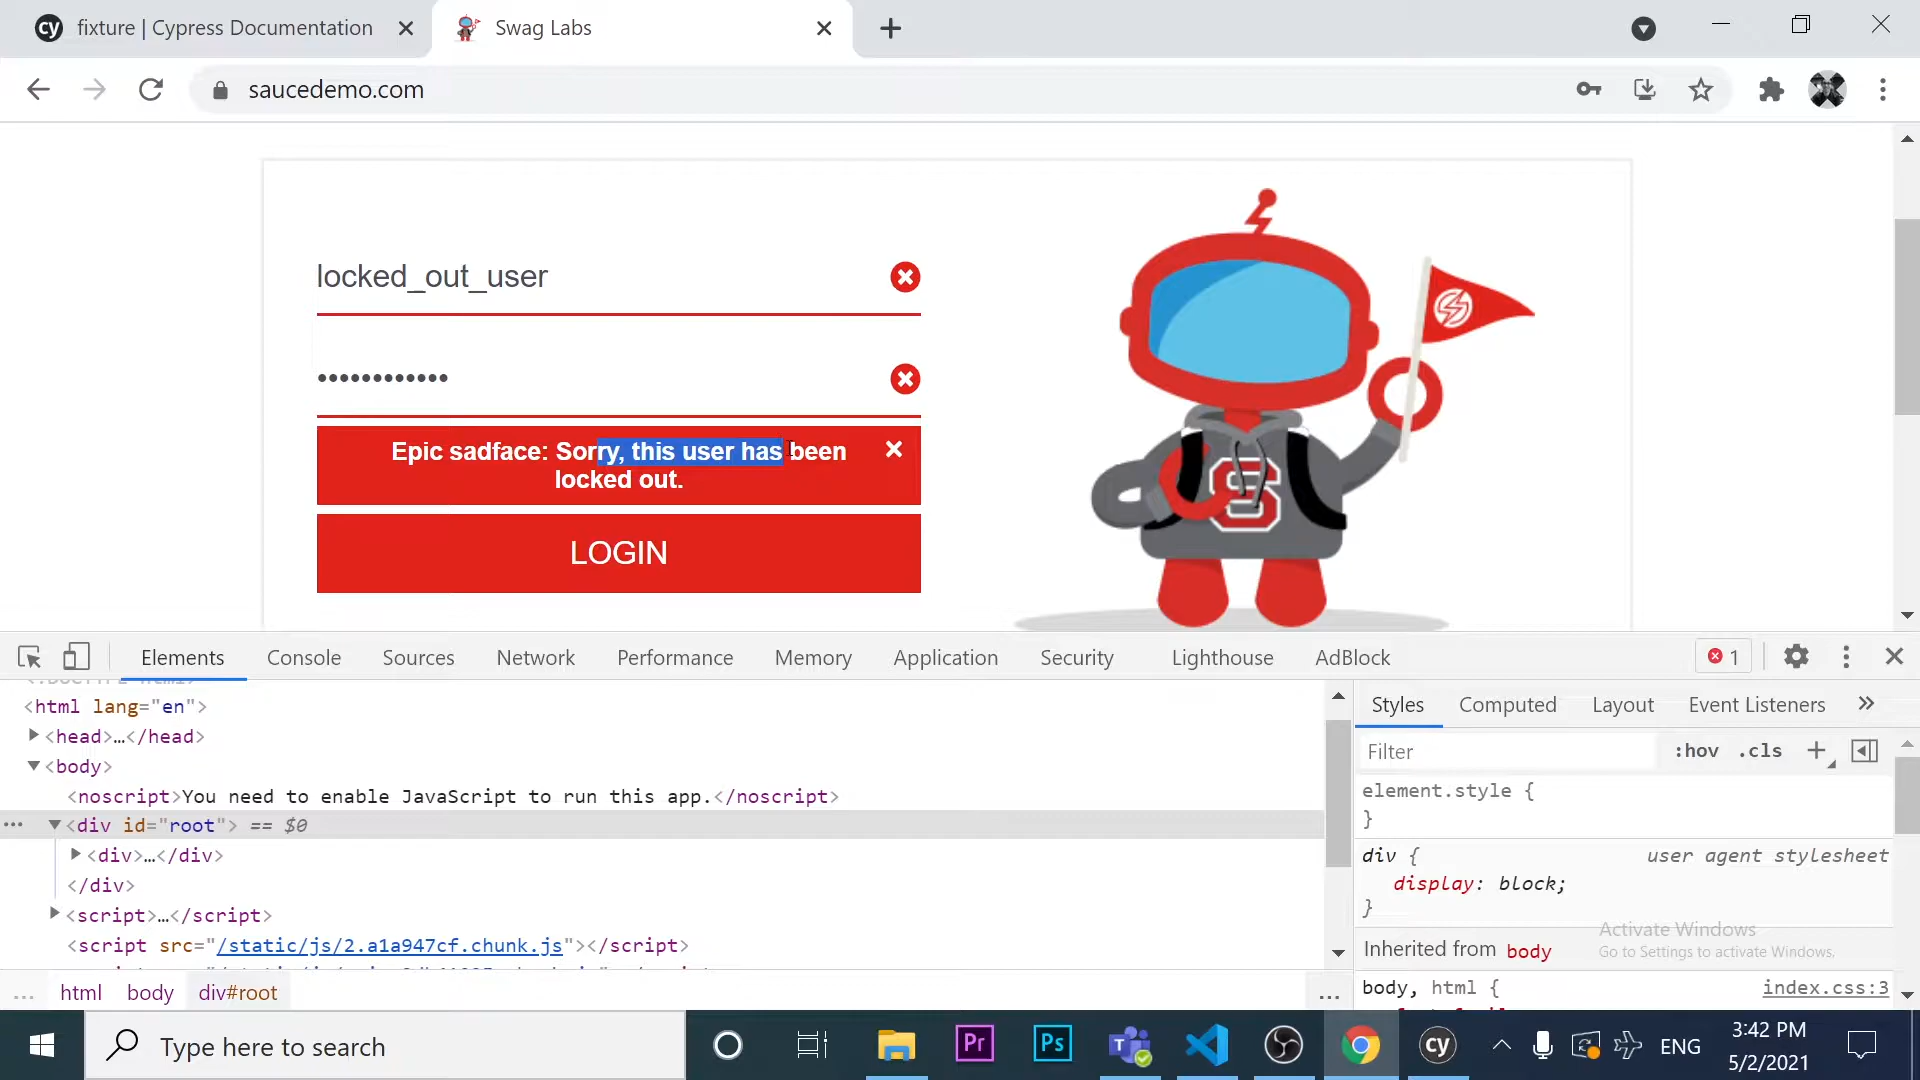 fixture | Cypress Documentation
Swag Labs
saucedemo.com
locked_out_user
••••••••••••
Epic sadface: Sorry, this user has been
locked out.
LOGIN
Elements Console Sources Network Performance Memory Application Security Lighthouse AdBlock 1
<html lang="en">
<head>…</head>
<body>
<noscript>You need to enable JavaScript to run this app.</noscript>
<div id="root"> == $0
<div>…</div>
</div>
<script>…</script>
<script src="/static/js/2.a1a947cf.chunk.js"></script>
... html body div#root ...
Styles Computed Layout Event Listeners
Filter :hov .cls
element.style {
}
div { user agent stylesheet
display: block;
}
Inherited from body
body, html { index.css:3
Activate Windows
Go to Settings to activate Windows.
Type here to search
Pr Ps T cy
ENG
3:42 PM
5/2/2021